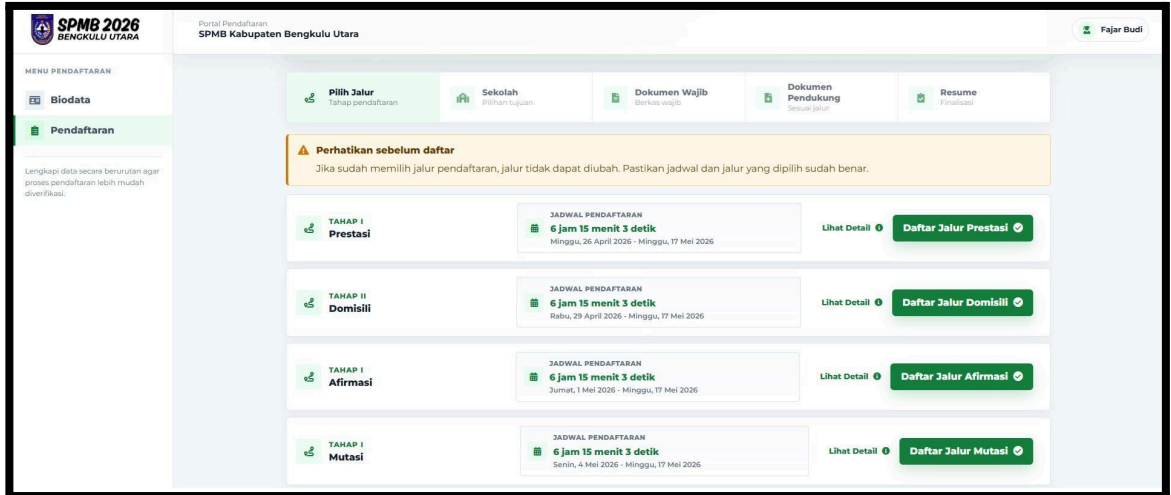 SPMB 2026
BENGKULU UTARA
Portal Pendaftaran
SPMB Kabupaten Bengkulu Utara
Fajar Budi
MENU PENDAFTARAN
Biodata
Pendaftaran
Lengkapi data secara berurutan agar
proses pendaftaran lebih mudah
diverifikasi.
Pilih Jalur
Tahap pendaftaran
Sekolah
Pilihan tujuan
Dokumen Wajib
Berkas wajib
Dokumen
Pendukung
Sesuai jalur
Resume
Finalisasi
Perhatikan sebelum daftar
Jika sudah memilih jalur pendaftaran, jalur tidak dapat diubah. Pastikan jadwal dan jalur yang dipilih sudah benar.
TAHAP I
Prestasi
JADWAL PENDAFTARAN
6 jam 15 menit 3 detik
Minggu, 26 April 2026 - Minggu, 17 Mei 2026
Lihat Detail
Daftar Jalur Prestasi
TAHAP II
Domisili
JADWAL PENDAFTARAN
6 jam 15 menit 3 detik
Rabu, 29 April 2026 - Minggu, 17 Mei 2026
Lihat Detail
Daftar Jalur Domisili
TAHAP I
Afirmasi
JADWAL PENDAFTARAN
6 jam 15 menit 3 detik
Jumat, 1 Mei 2026 - Minggu, 17 Mei 2026
Lihat Detail
Daftar Jalur Afirmasi
TAHAP I
Mutasi
JADWAL PENDAFTARAN
6 jam 15 menit 3 detik
Senin, 4 Mei 2026 - Minggu, 17 Mei 2026
Lihat Detail
Daftar Jalur Mutasi